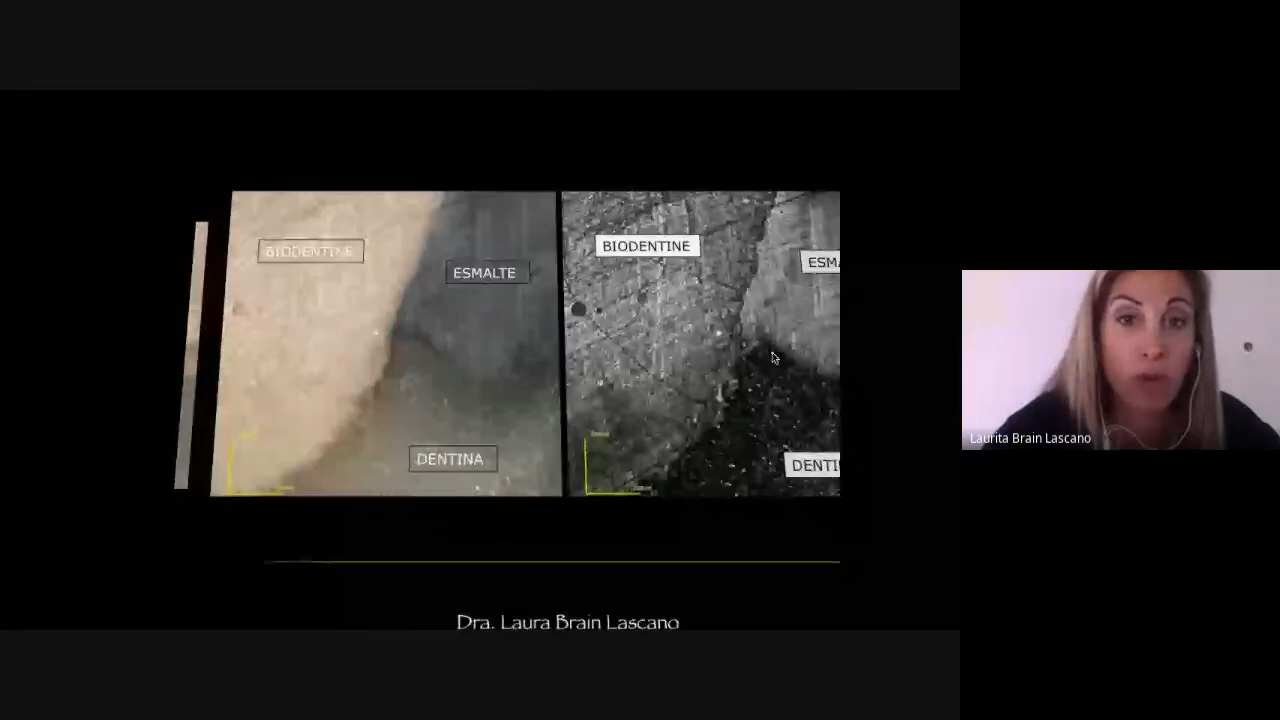 BIODENTINE
ESMALTE
DENTINA
BIODENTINE
ESMA
DENTI
Laurita Brain Lascano
Dra. Laura Brain Lascano